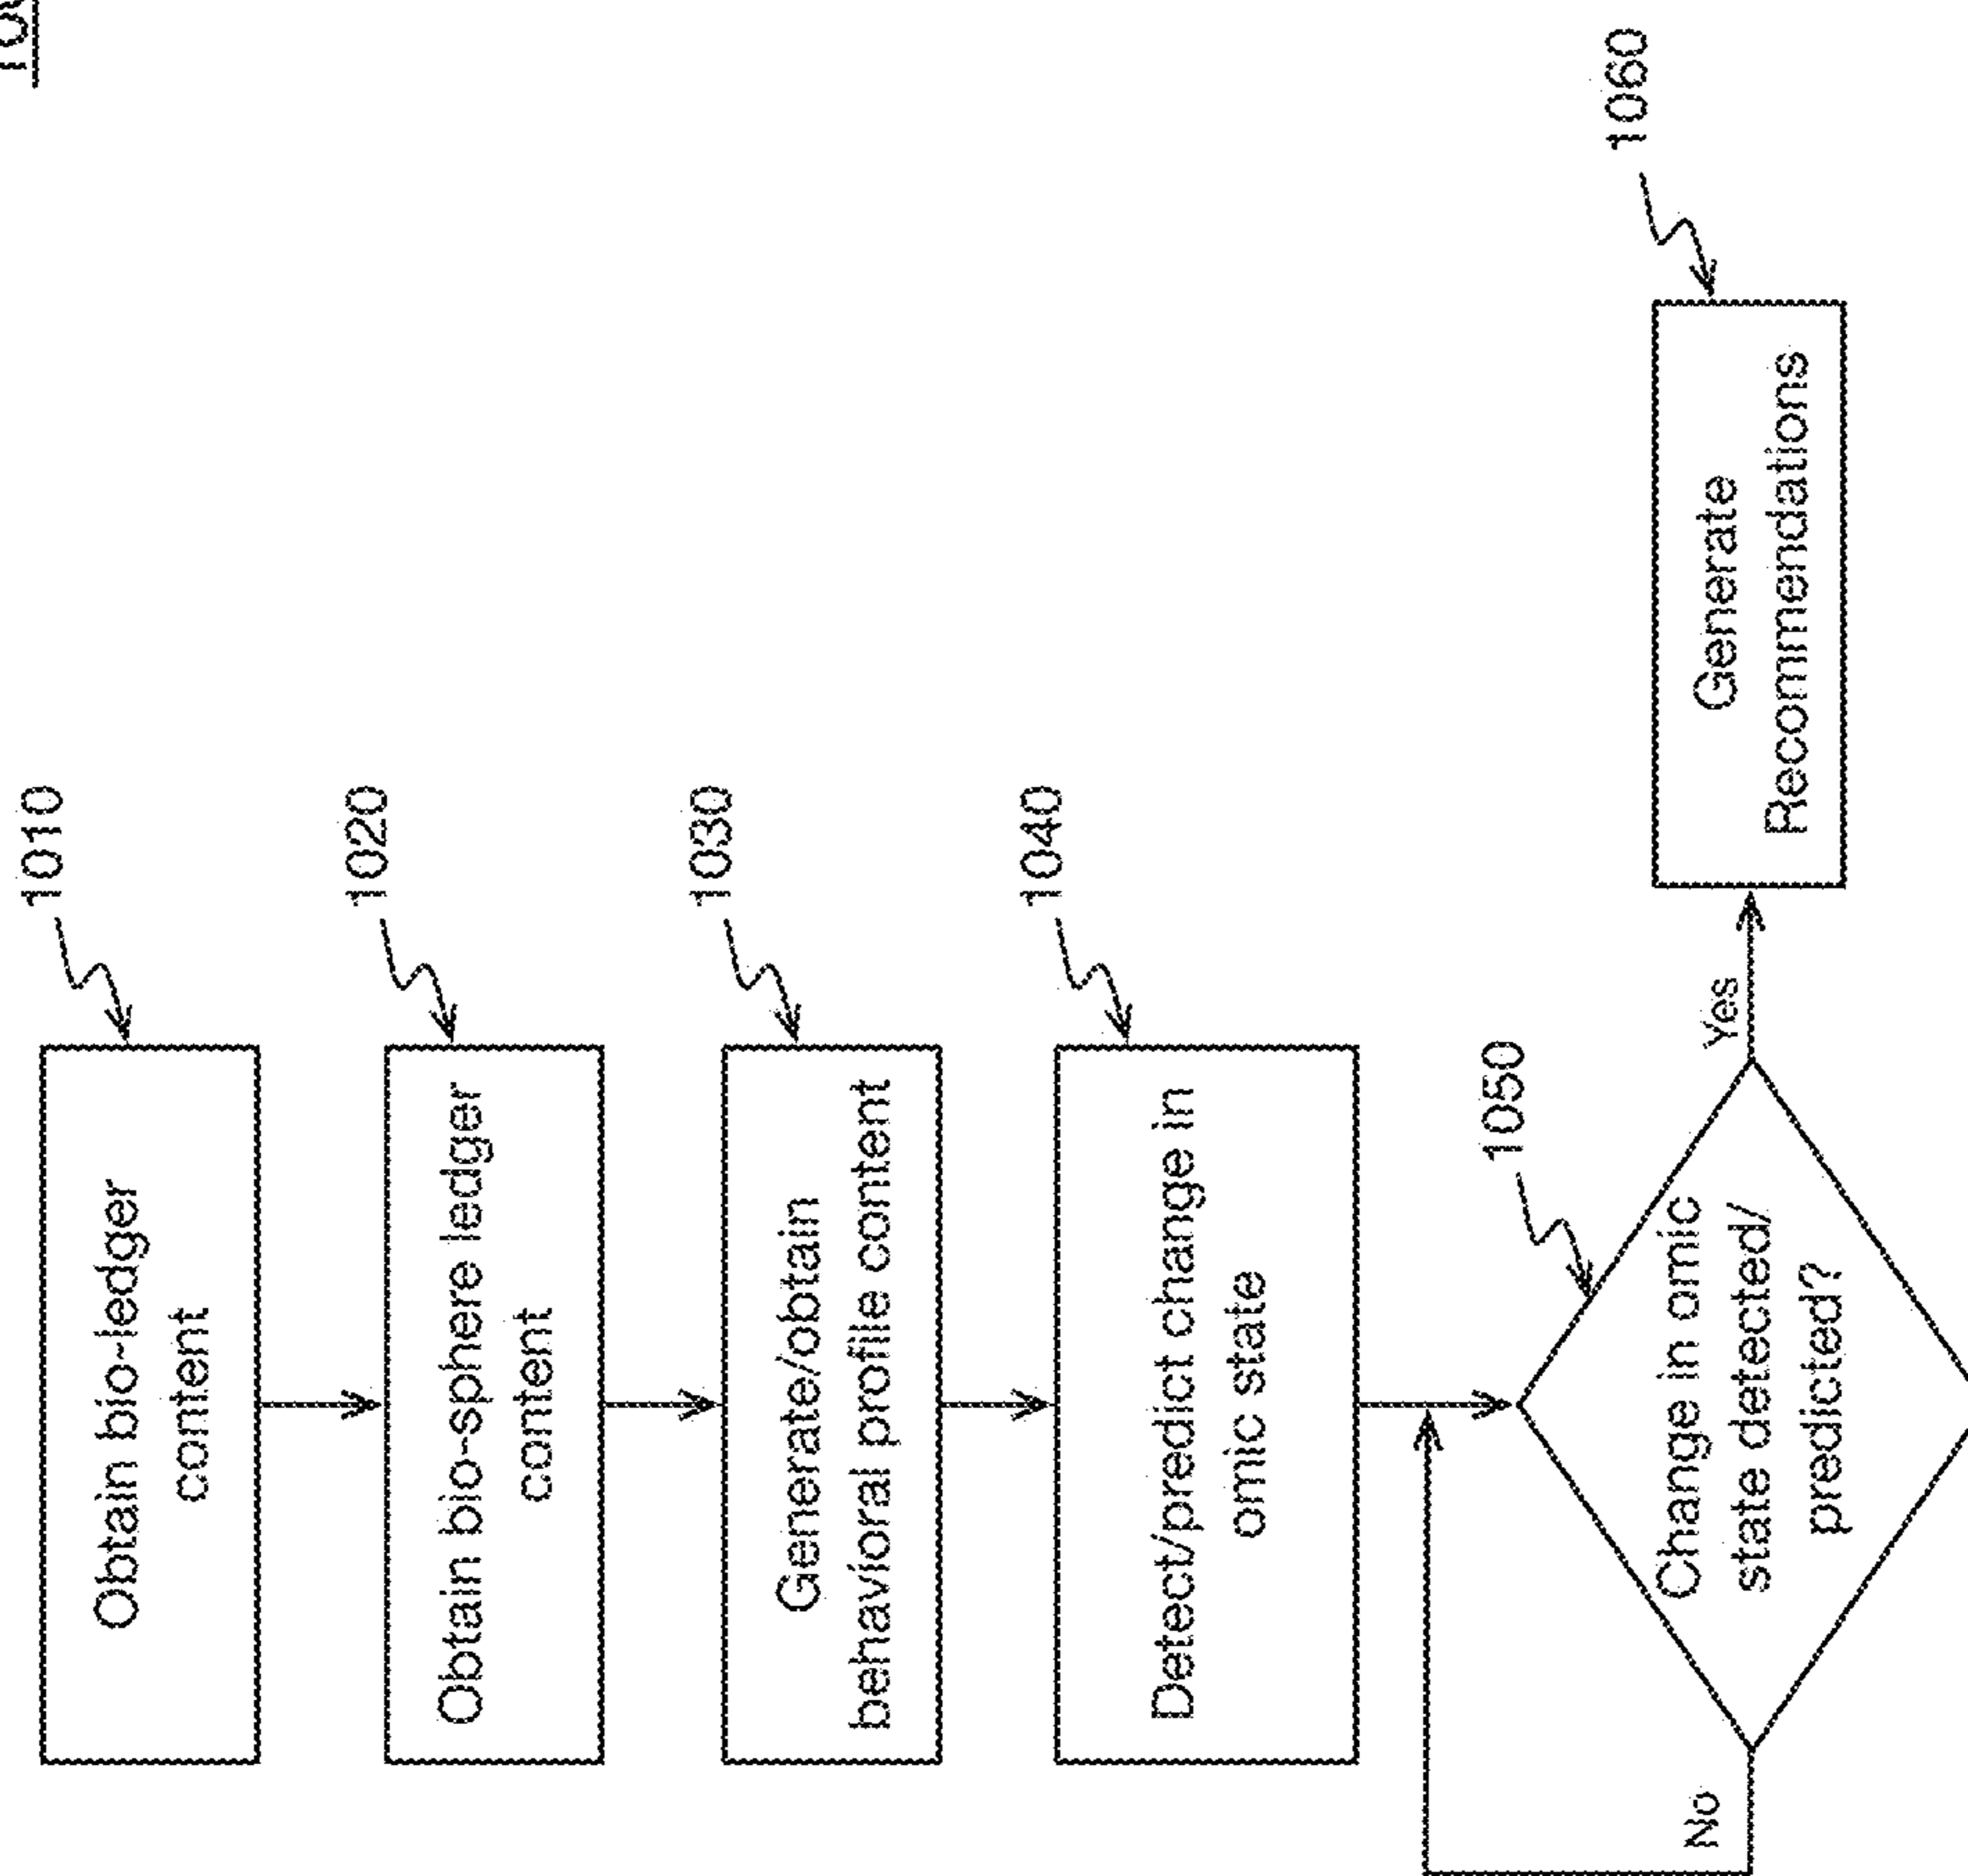 1010
Obtain bio-ledger
content
1020
Obtain bio-sphere ledger
content
1030
Generate/obtain
behavioral profile content
1040
Detect/predict change in
omic state
1050
Change in omic
state detected/
predicted?
No
Yes
1060
Generate
Recommendations